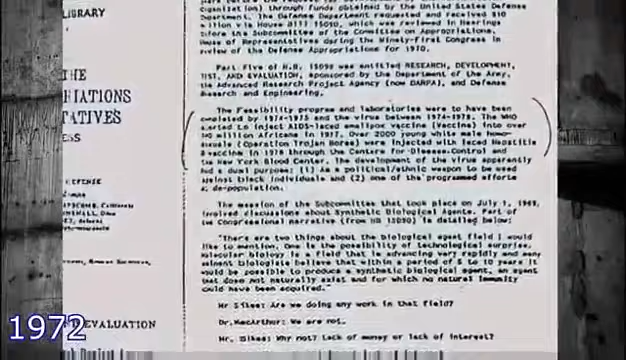 LIBRARY
THE
RIATIONS
TATIVES
ESS
DEFENSE
EVALUATION
1972
Organization) through funds obtained by the United States Defense
Department. The Defense Department requested and received $10
million via House Bill 15090, which was reviewed in Hearings
before the Subcommittee of the Committee on Appropriations,
House of Representatives during the Ninety-First Congress in
review of the Defense Appropriations for 1970.
Part Five of H.B. 15090 was entitled RESEARCH, DEVELOPMENT,
TEST, AND EVALUATION, sponsored by the Department of the Army,
the Advanced Research Project Agency (now DARPA), and Defense
Research and Engineering.
The Feasibility program and laboratories were to have been
completed by 1974-1975 and the virus between 1974-1979. The WHO
started to inject AIDS-laced smallpox vaccine (Vaccina) into over
million Africans in 1977. Over 2000 young white male homo-
sexuals (Operation Trojan Horse) were injected with laced Hepatitis
B vaccine in 1978 through the Centers for Disease Control and
the New York Blood Center. The development of the virus apparently
had a dual purpose: (1) As a political/ethnic weapon to be used
against black individuals and (2) one of the programmed efforts
a de-population.
The session of the Subcommittee that took place on July 1, 1969,
involved discussions about Synthetic Biological Agents. Part of
the Congressional narrative (from HB 15090) is detailed below:
"There are two things about the biological agent field I would
like to mention. One is the possibility of technological surprise.
Molecular biology is a field that is advancing very rapidly and many
eminent biologists believe that within a period of 5 to 10 years it
would be possible to produce a synthetic biological agent, an agent
that does not naturally exist and for which no natural immunity
could have been acquired."
Mr Sikes: Are we doing any work in that field?
Dr. MacArthur: We are not.
Mr. Sikes: Why not? Lack of money or lack of interest?